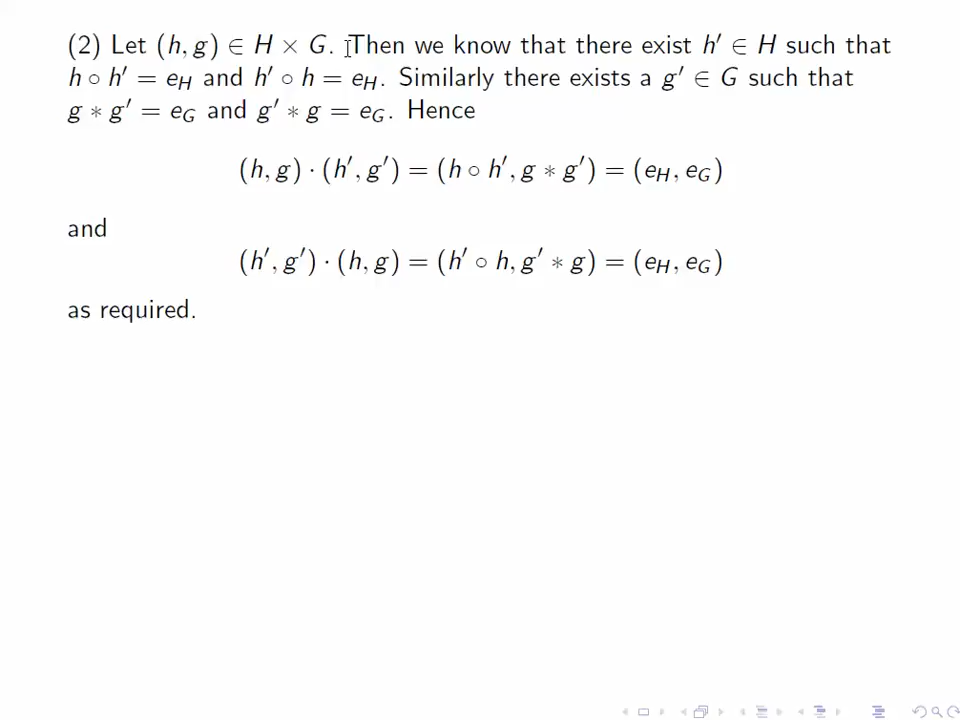 (2) Let (h, g) ∈ H × G. Then we know that there exist h′ ∈ H such that
h ∘ h′ = e_H and h′ ∘ h = e_H. Similarly there exists a g′ ∈ G such that
g ∗ g′ = e_G and g′ ∗ g = e_G. Hence
(h, g) · (h′, g′) = (h ∘ h′, g ∗ g′) = (e_H, e_G)
and
(h′, g′) · (h, g) = (h′ ∘ h, g′ ∗ g) = (e_H, e_G)
as required.